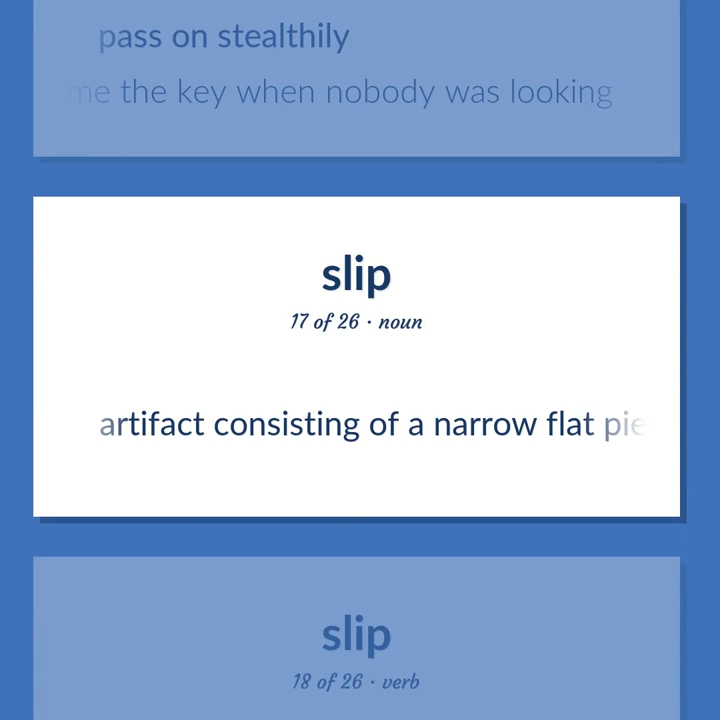 pass on stealthily
the key when nobody was looking
slip
17 of 26 · noun
artifact consisting of a narrow flat
slip
18 of 26 · verb